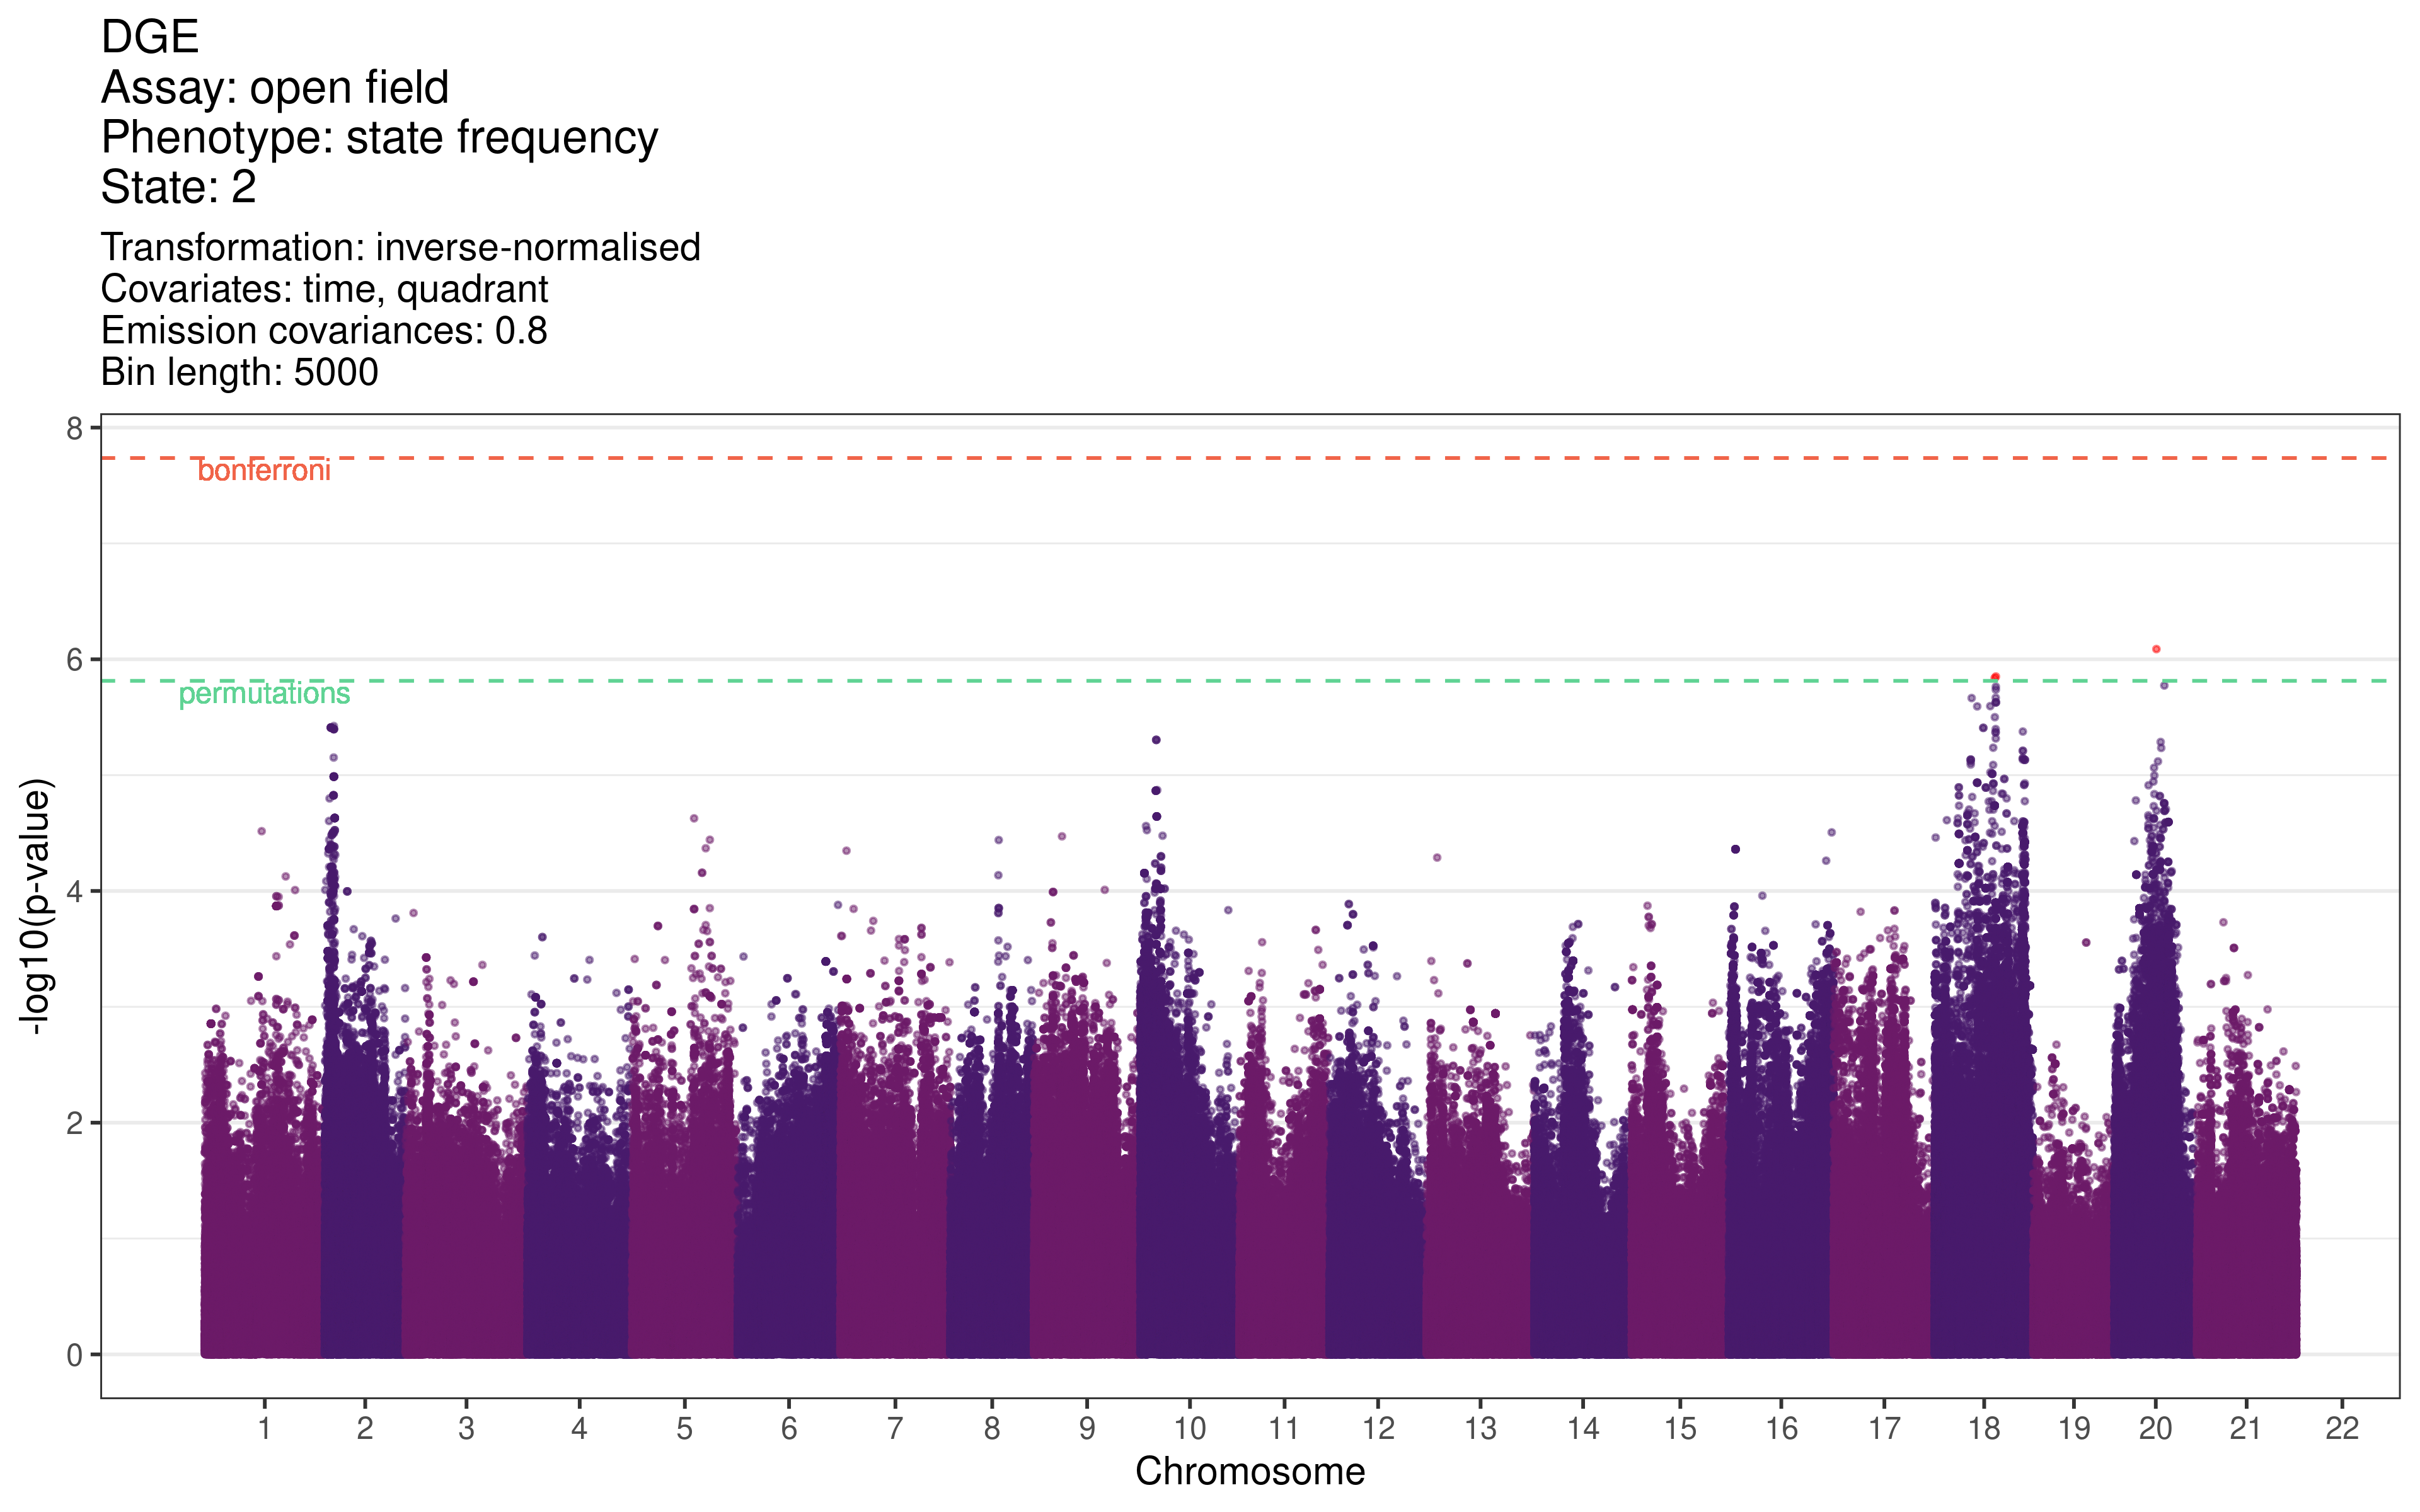 DGE
Assay: open field
Phenotype: state frequency
State: 2
Transformation: inverse-normalised
Covariates: time, quadrant
Emission covariances: 0.8
Bin length: 5000
8
bonferroni
6
permutations
4
2
0
-log10(p-value)
1 2 3 4 5 6 7 8 9 10 11 12 13 14 15 16 17 18 19 20 21 22
Chromosome